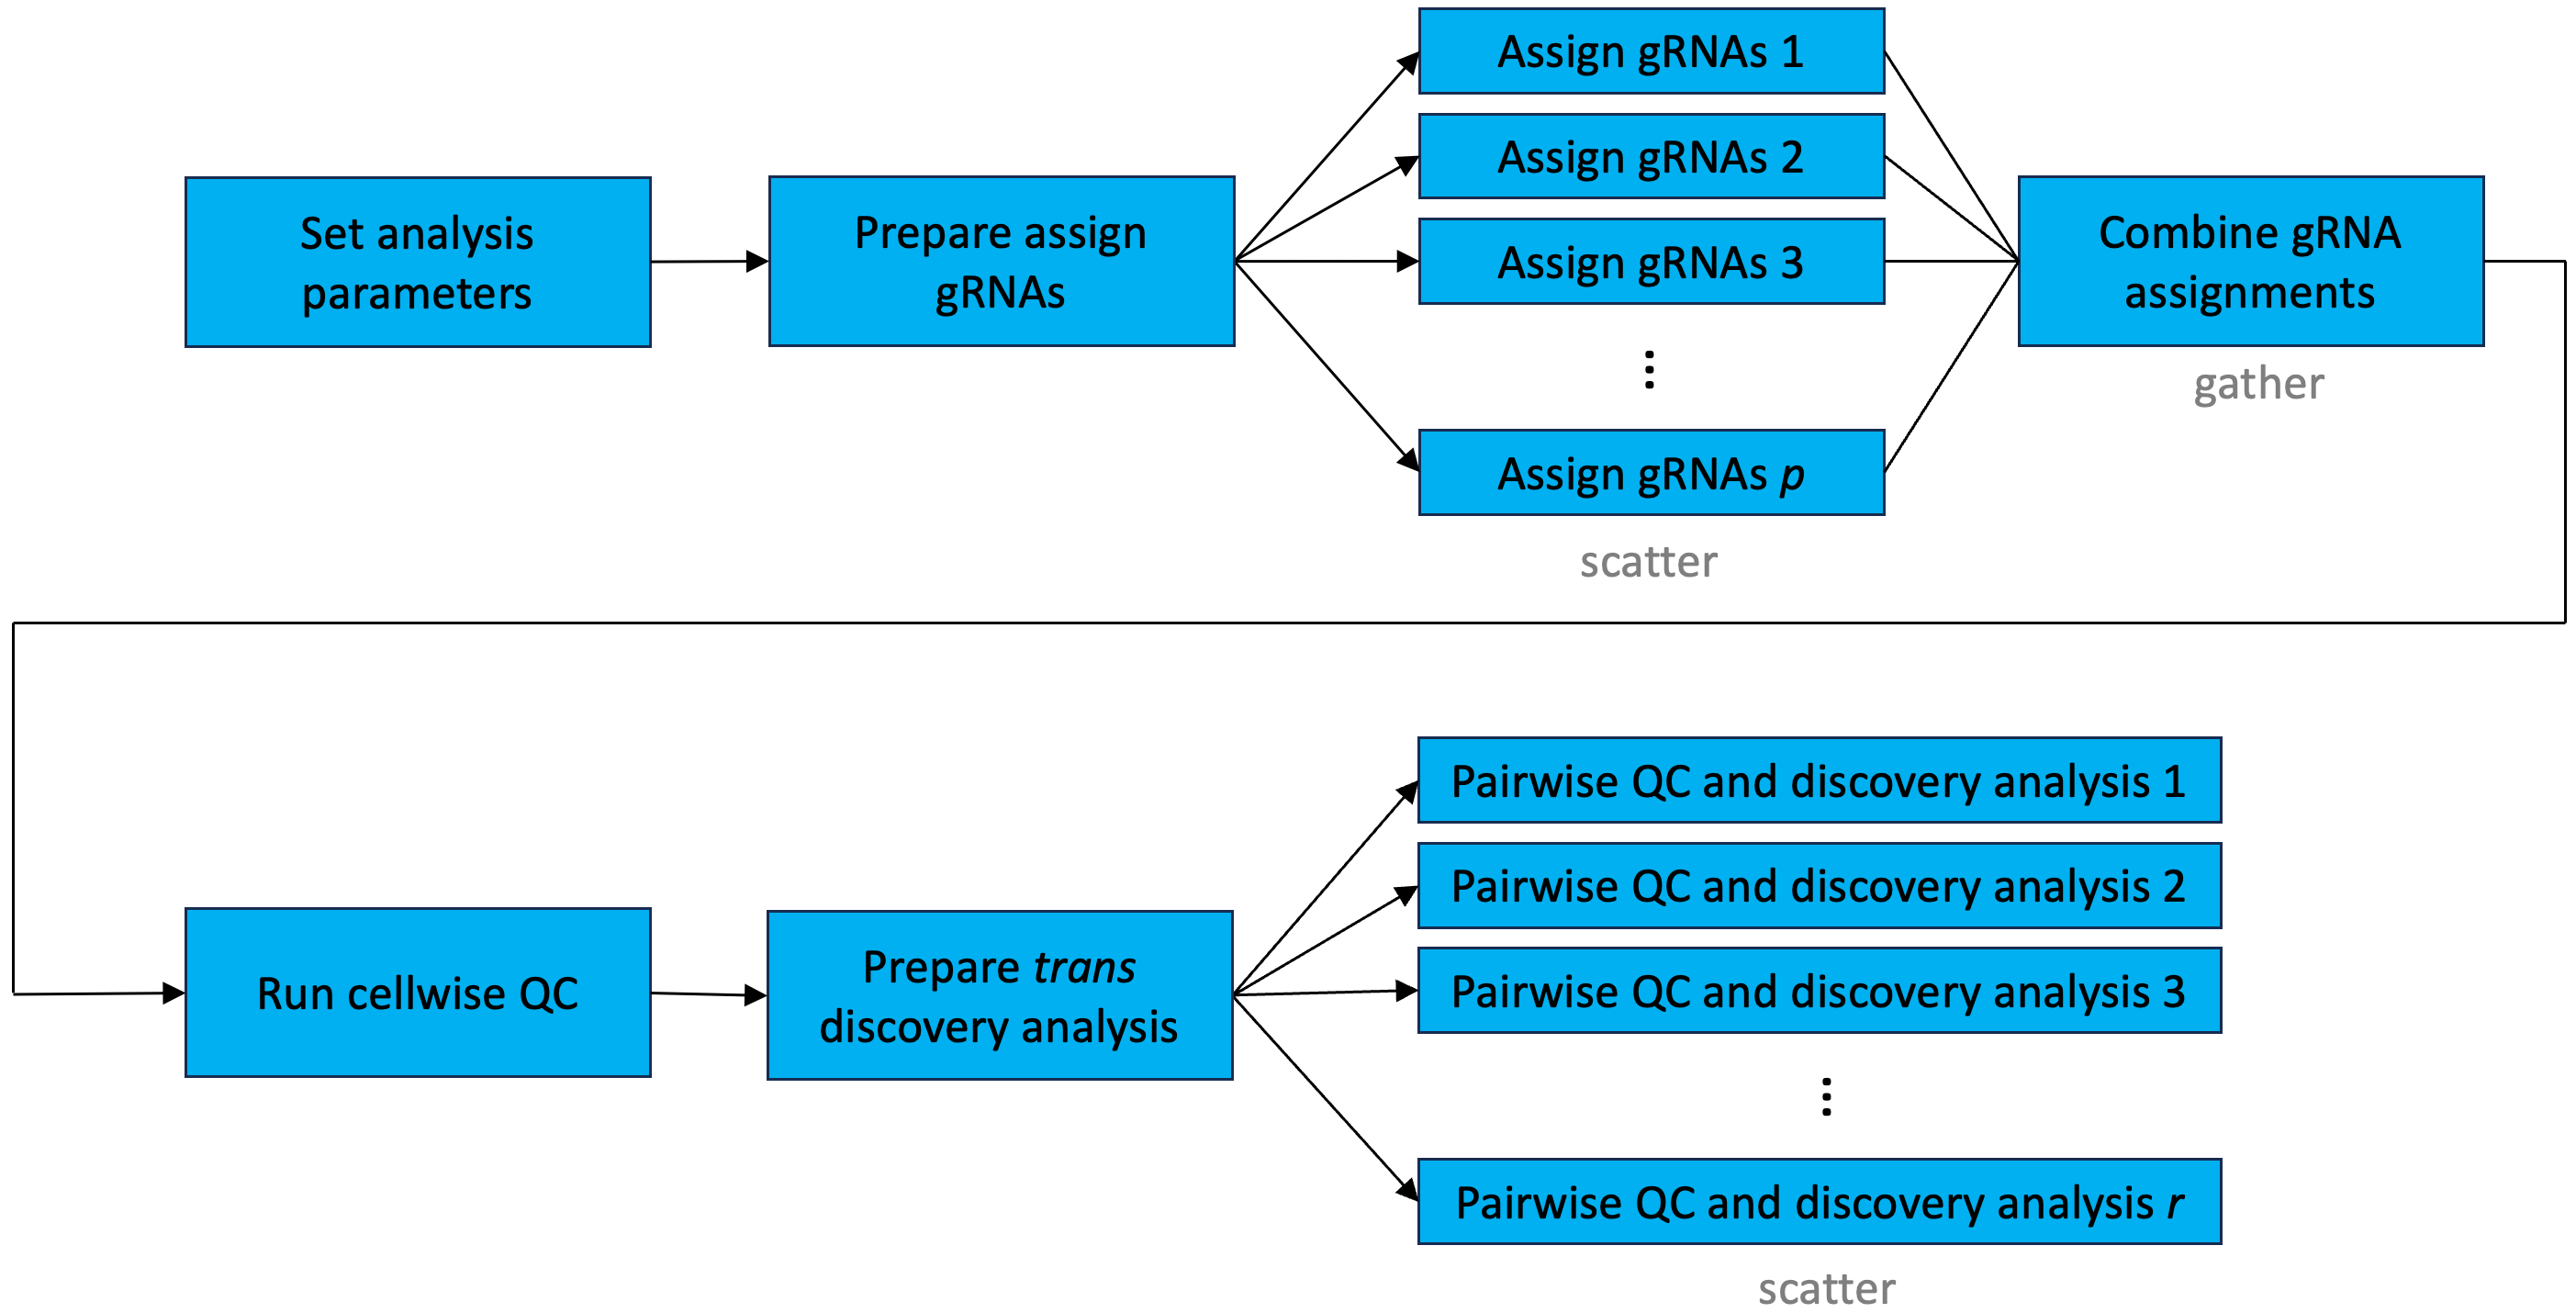 Set analysis
parameters
Prepare assign
gRNAs
Assign gRNAs 1
Assign gRNAs 2
Assign gRNAs 3
⋮
Assign gRNAs p
scatter
Combine gRNA
assignments
gather
Run cellwise QC
Prepare trans
discovery analysis
Pairwise QC and discovery analysis 1
Pairwise QC and discovery analysis 2
Pairwise QC and discovery analysis 3
⋮
Pairwise QC and discovery analysis r
scatter